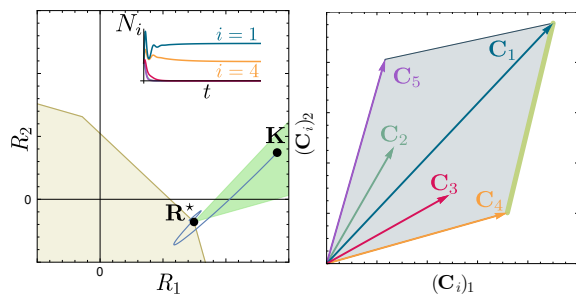 N_i
i = 1
i = 4
t
R_2
K
R*
0
0
R_1
(C_i)_2
C_1
C_5
C_2
C_3
C_4
(C_i)_1